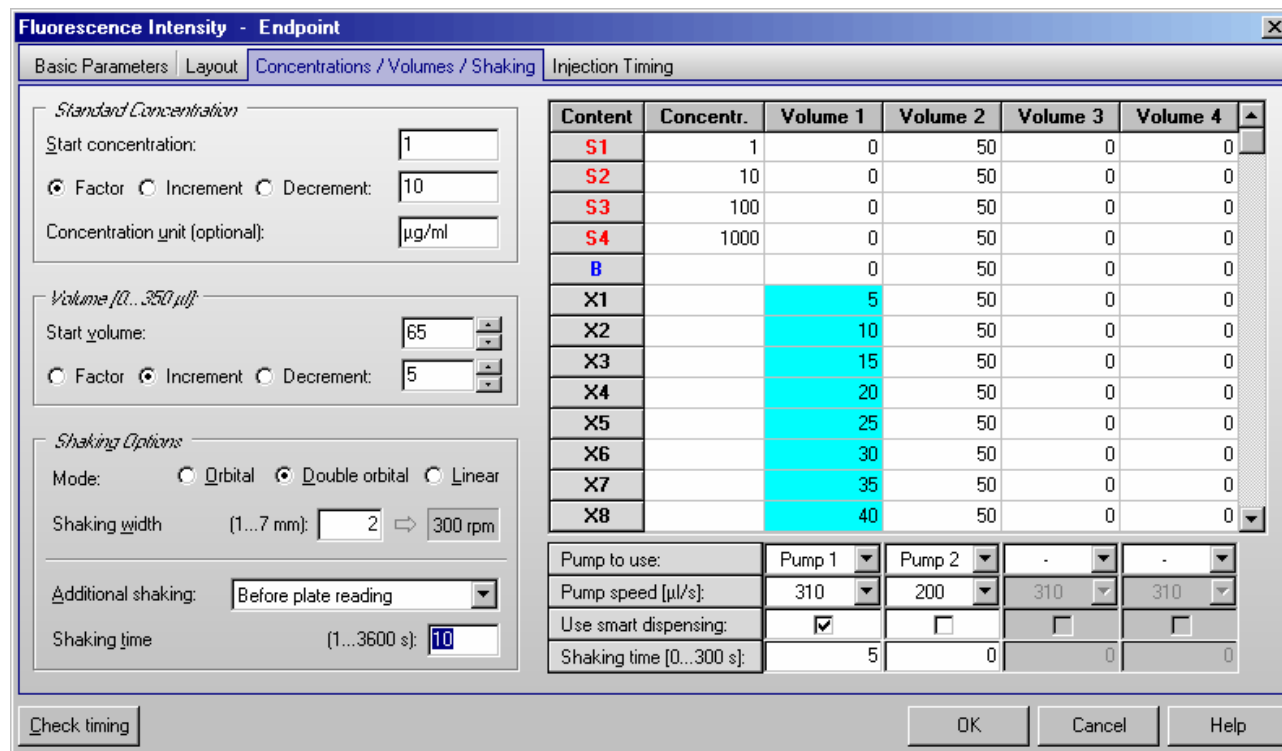 Fluorescence Intensity - Endpoint
Basic Parameters Layout Concentrations / Volumes / Shaking Injection Timing
Standard Concentration
Start concentration: 1
Factor Increment Decrement: 10
Concentration unit (optional): µg/ml
Volume [0...350 µl]:
Start volume: 65
Factor Increment Decrement: 5
Shaking Options
Mode: Orbital Double orbital Linear
Shaking width (1...7 mm): 2 300 rpm
Additional shaking: Before plate reading
Shaking time (1...3600 s): 10
Content Concentr. Volume 1 Volume 2 Volume 3 Volume 4
S1 1 0 50 0 0
S2 10 0 50 0 0
S3 100 0 50 0 0
S4 1000 0 50 0 0
B 0 50 0 0
X1 5 50 0 0
X2 10 50 0 0
X3 15 50 0 0
X4 20 50 0 0
X5 25 50 0 0
X6 30 50 0 0
X7 35 50 0 0
X8 40 50 0 0
Pump to use: Pump 1 Pump 2 - -
Pump speed [µl/s]: 310 200 310 310
Use smart dispensing:
Shaking time [0...300 s]: 5 0 0 0
Check timing OK Cancel Help